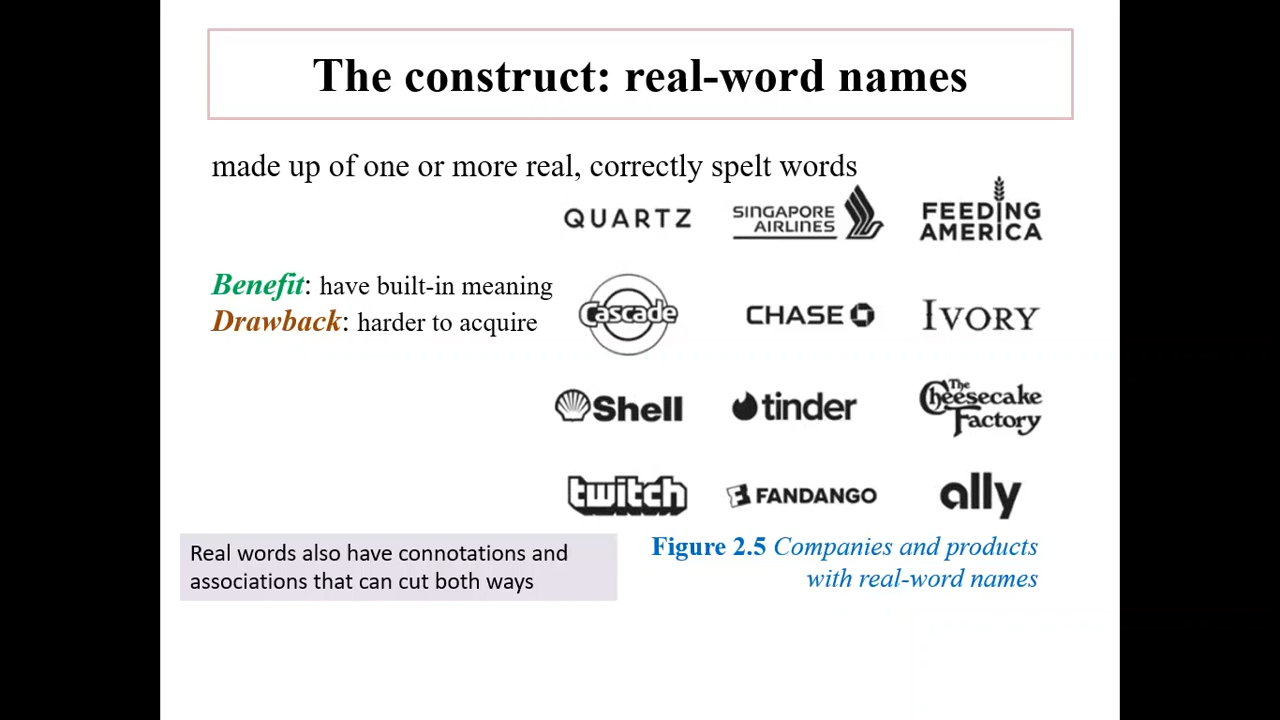 The construct: real-word names
made up of one or more real, correctly spelt words
QUARTZ
SINGAPORE
AIRLINES
FEEDING
AMERICA
Benefit: have built-in meaning
Drawback: harder to acquire
Cascade
CHASE
IVORY
Shell
tinder
The
Cheesecake
Factory
twitch
FANDANGO
ally
Real words also have connotations and
associations that can cut both ways
Figure 2.5 Companies and products
with real-word names